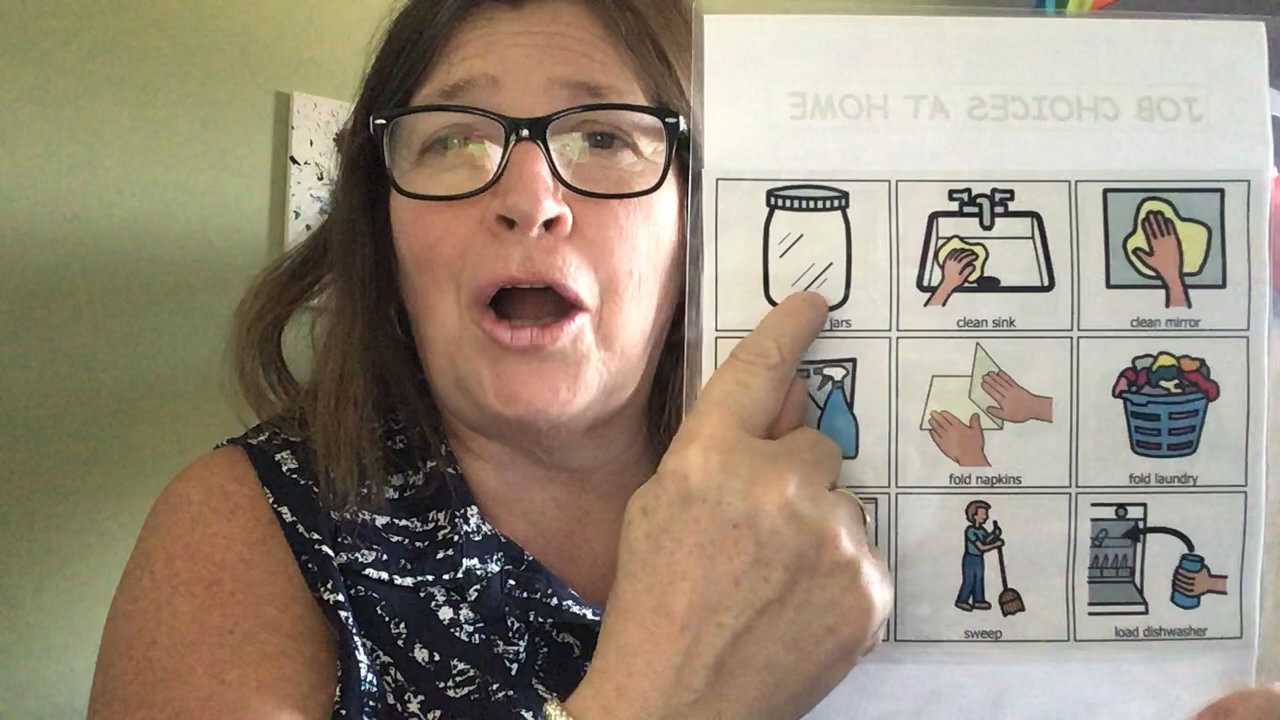 JOB CHOICES AT HOME
jars
clean sink
clean mirror
fold napkins
fold laundry
sweep
load dishwasher